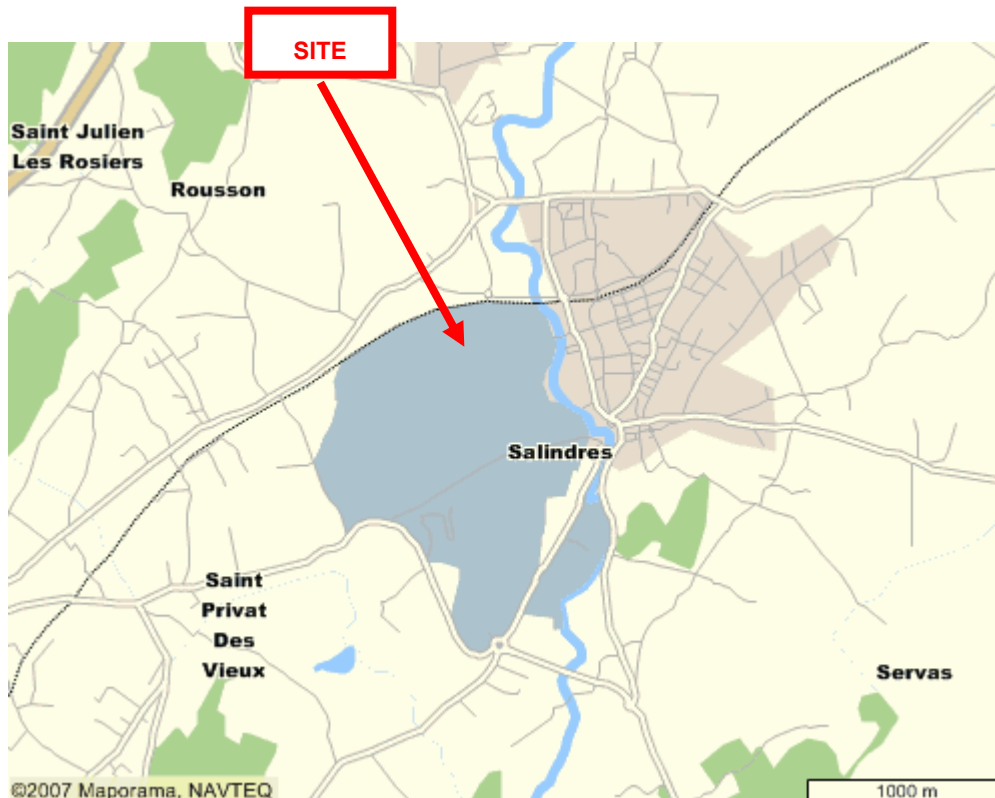 SITE
Saint Julien
Les Rosiers
Rousson
Salindres
Saint
Privat
Des
Vieux
Servas
©2007 Maporama, NAVTEQ
1000 m